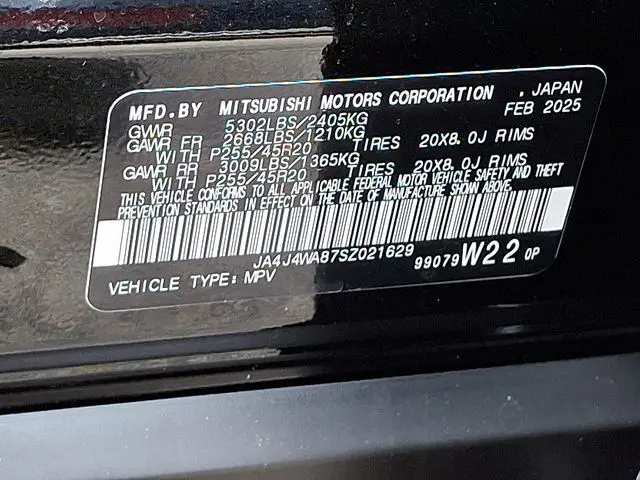 MFD.BY MITSUBISHI MOTORS CORPORATION , JAPAN
FEB 2025
GWVR 5302LBS/2405KG
GAWR FR 2668LBS/1210KG
WITH P255/45R20 TIRES 20X8.0J RIMS
GAWR RR 3009LBS/1365KG
WITH P255/45R20 TIRES 20X8.0J RIMS
THIS VEHICLE CONFORMS TO ALL APPLICABLE FEDERAL MOTOR VEHICLE SAFETY AND THEFT
PREVENTION STANDARDS IN EFFECT ON THE DATE OF MANUFACTURE SHOWN ABOVE.
JA4J4WA87SZ021629
99079 W22 0P
VEHICLE TYPE: MPV